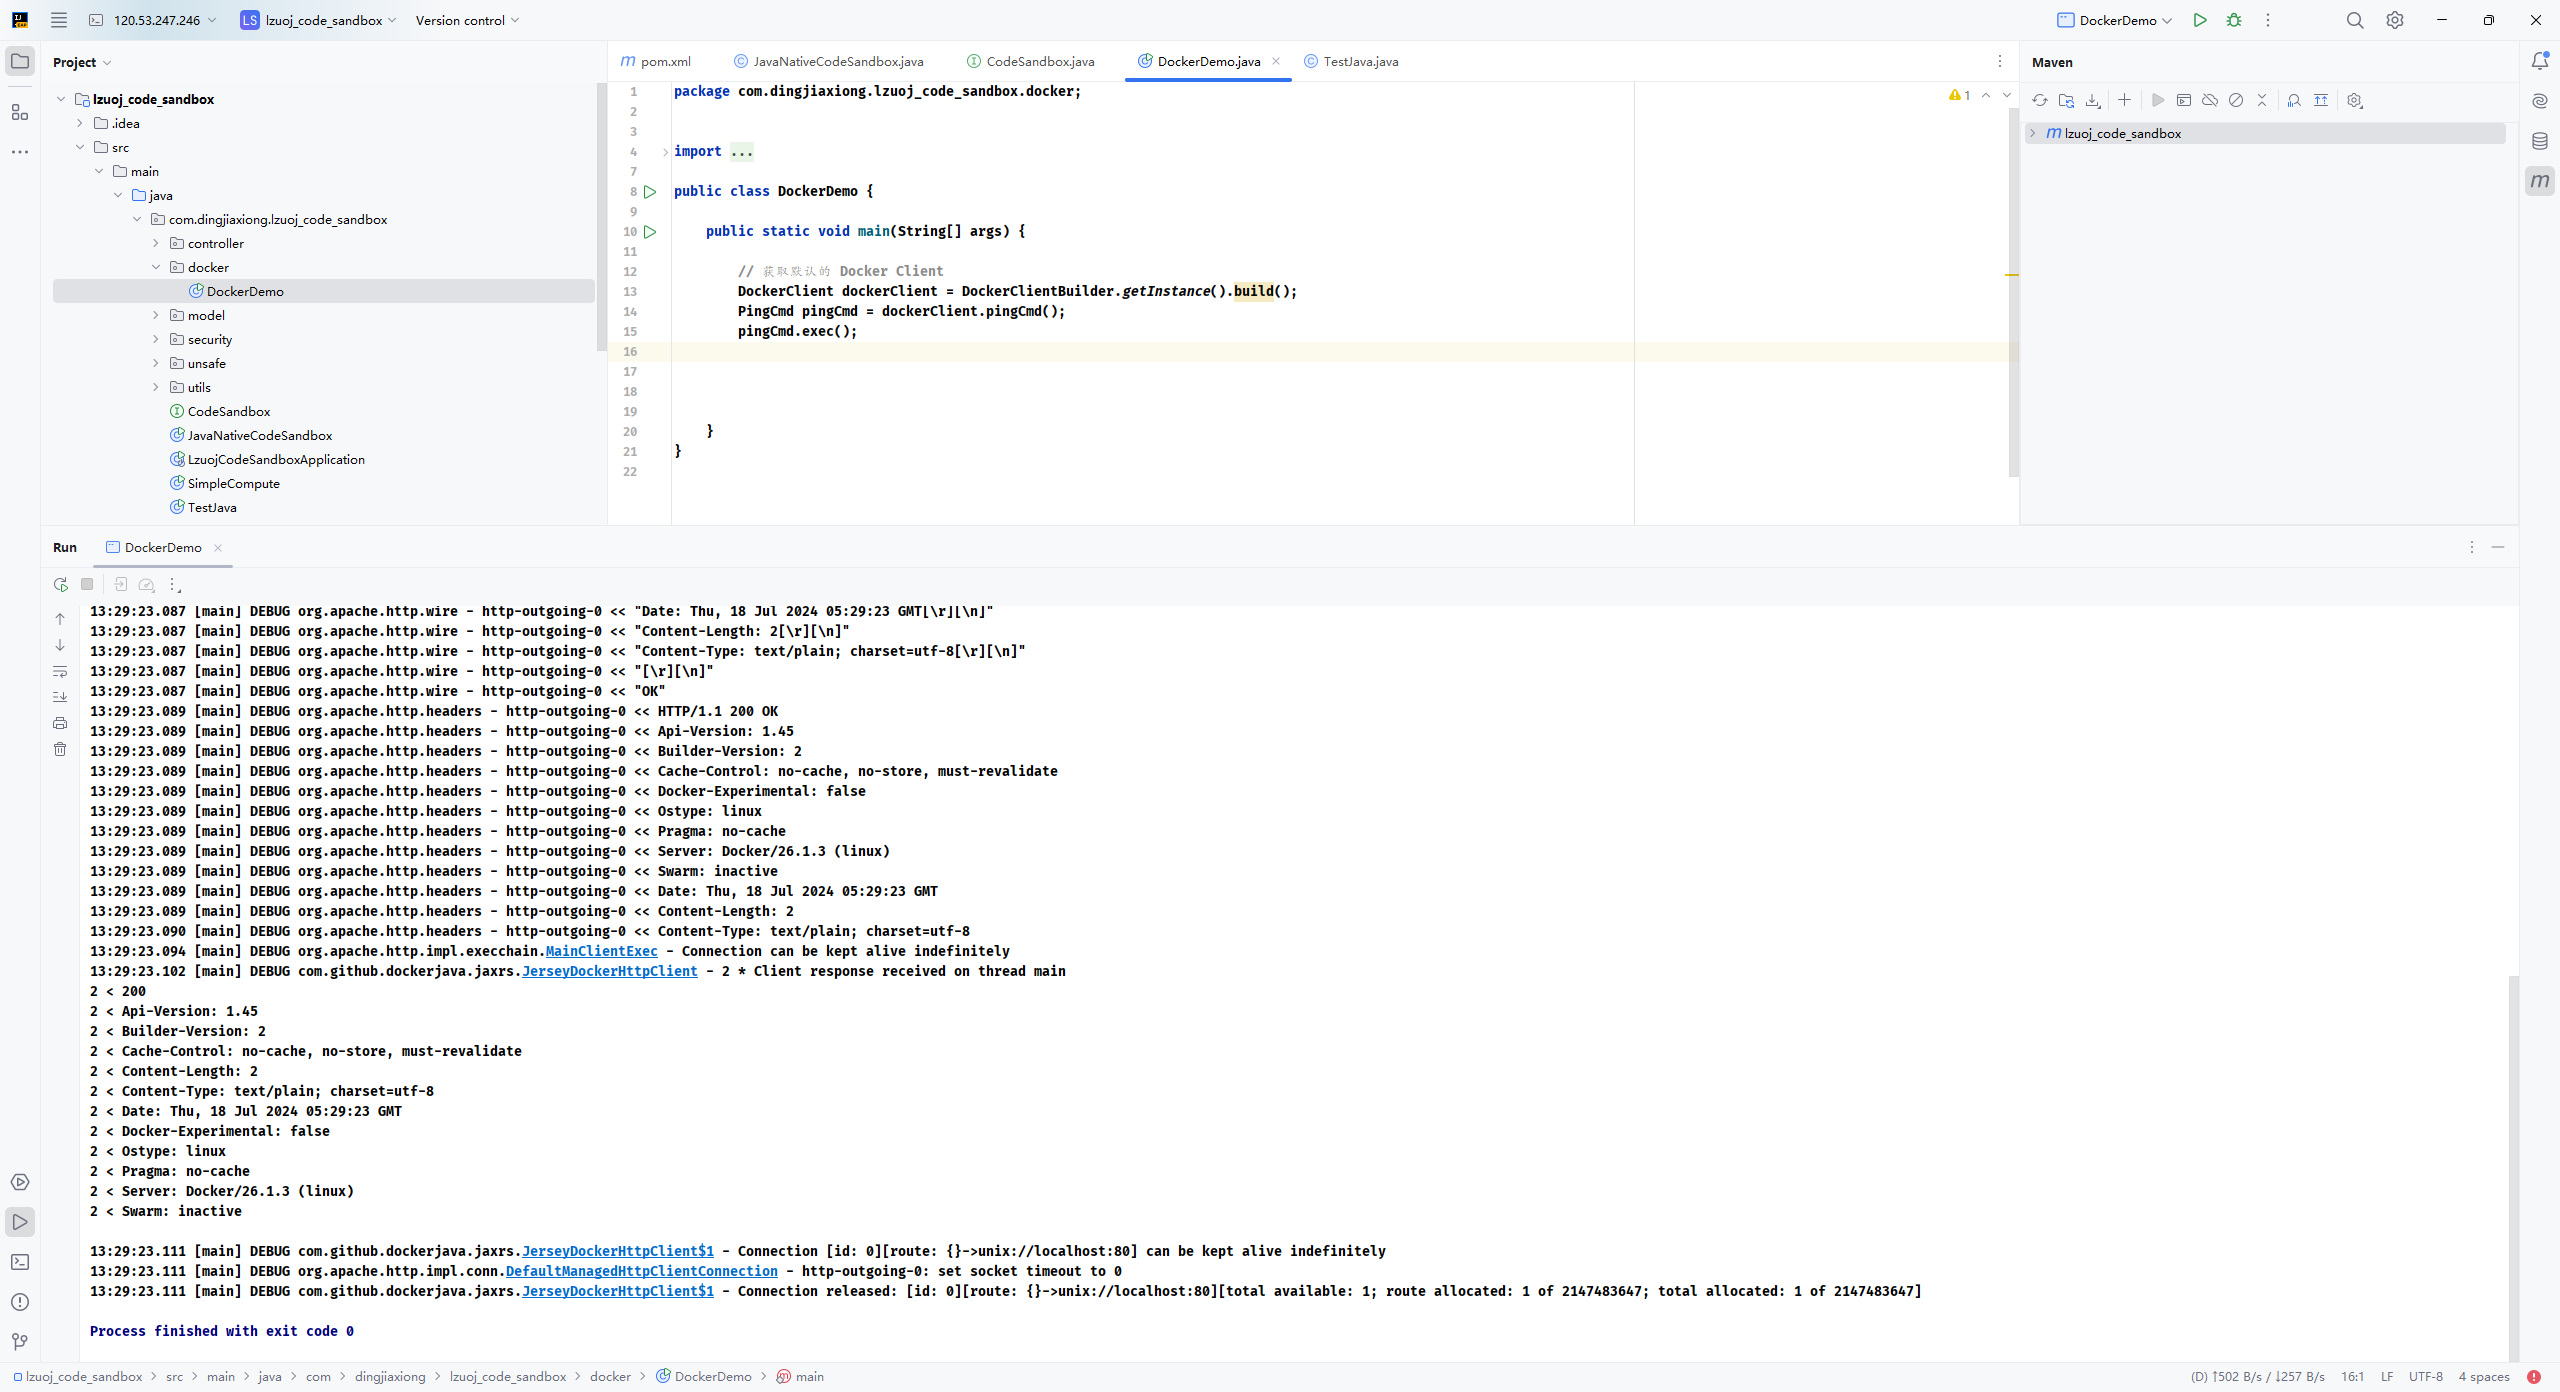 120.53.247.246
LS lzuoj_code_sandbox
Version control
DockerDemo
Project
lzuoj_code_sandbox
.idea
src
main
java
com.dingjiaxiong.lzuoj_code_sandbox
controller
docker
DockerDemo
model
security
unsafe
utils
CodeSandbox
JavaNativeCodeSandbox
LzuojCodeSandboxApplication
SimpleCompute
TestJava
pom.xml
JavaNativeCodeSandbox.java
CodeSandbox.java
DockerDemo.java
TestJava.java
1 package com.dingjiaxiong.lzuoj_code_sandbox.docker;
2
3
4 import ...
7
8 public class DockerDemo {
9
10 public static void main(String[] args) {
11
12 // 获取默认的 Docker Client
13 DockerClient dockerClient = DockerClientBuilder.getInstance().build();
14 PingCmd pingCmd = dockerClient.pingCmd();
15 pingCmd.exec();
16
17
18
19
20 }
21 }
22
1
Maven
lzuoj_code_sandbox
Run
DockerDemo
13:29:23.087 [main] DEBUG org.apache.http.wire - http-outgoing-0 << "Date: Thu, 18 Jul 2024 05:29:23 GMT[\r][\n]"
13:29:23.087 [main] DEBUG org.apache.http.wire - http-outgoing-0 << "Content-Length: 2[\r][\n]"
13:29:23.087 [main] DEBUG org.apache.http.wire - http-outgoing-0 << "Content-Type: text/plain; charset=utf-8[\r][\n]"
13:29:23.087 [main] DEBUG org.apache.http.wire - http-outgoing-0 << "[\r][\n]"
13:29:23.087 [main] DEBUG org.apache.http.wire - http-outgoing-0 << "OK"
13:29:23.089 [main] DEBUG org.apache.http.headers - http-outgoing-0 << HTTP/1.1 200 OK
13:29:23.089 [main] DEBUG org.apache.http.headers - http-outgoing-0 << Api-Version: 1.45
13:29:23.089 [main] DEBUG org.apache.http.headers - http-outgoing-0 << Builder-Version: 2
13:29:23.089 [main] DEBUG org.apache.http.headers - http-outgoing-0 << Cache-Control: no-cache, no-store, must-revalidate
13:29:23.089 [main] DEBUG org.apache.http.headers - http-outgoing-0 << Docker-Experimental: false
13:29:23.089 [main] DEBUG org.apache.http.headers - http-outgoing-0 << Ostype: linux
13:29:23.089 [main] DEBUG org.apache.http.headers - http-outgoing-0 << Pragma: no-cache
13:29:23.089 [main] DEBUG org.apache.http.headers - http-outgoing-0 << Server: Docker/26.1.3 (linux)
13:29:23.089 [main] DEBUG org.apache.http.headers - http-outgoing-0 << Swarm: inactive
13:29:23.089 [main] DEBUG org.apache.http.headers - http-outgoing-0 << Date: Thu, 18 Jul 2024 05:29:23 GMT
13:29:23.089 [main] DEBUG org.apache.http.headers - http-outgoing-0 << Content-Length: 2
13:29:23.090 [main] DEBUG org.apache.http.headers - http-outgoing-0 << Content-Type: text/plain; charset=utf-8
13:29:23.094 [main] DEBUG org.apache.http.impl.execchain.MainClientExec - Connection can be kept alive indefinitely
13:29:23.102 [main] DEBUG com.github.dockerjava.jaxrs.JerseyDockerHttpClient - 2 * Client response received on thread main
2 < 200
2 < Api-Version: 1.45
2 < Builder-Version: 2
2 < Cache-Control: no-cache, no-store, must-revalidate
2 < Content-Length: 2
2 < Content-Type: text/plain; charset=utf-8
2 < Date: Thu, 18 Jul 2024 05:29:23 GMT
2 < Docker-Experimental: false
2 < Ostype: linux
2 < Pragma: no-cache
2 < Server: Docker/26.1.3 (linux)
2 < Swarm: inactive
13:29:23.111 [main] DEBUG com.github.dockerjava.jaxrs.JerseyDockerHttpClient$1 - Connection [id: 0][route: {}->unix://localhost:80] can be kept alive indefinitely
13:29:23.111 [main] DEBUG org.apache.http.impl.conn.DefaultManagedHttpClientConnection - http-outgoing-0: set socket timeout to 0
13:29:23.111 [main] DEBUG com.github.dockerjava.jaxrs.JerseyDockerHttpClient$1 - Connection released: [id: 0][route: {}->unix://localhost:80][total available: 1; route allocated: 1 of 2147483647; total allocated: 1 of 2147483647]
Process finished with exit code 0
lzuoj_code_sandbox > src > main > java > com > dingjiaxiong > lzuoj_code_sandbox > docker > DockerDemo > main
(D) ↑502 B/s / ↓257 B/s 16:1 LF UTF-8 4 spaces